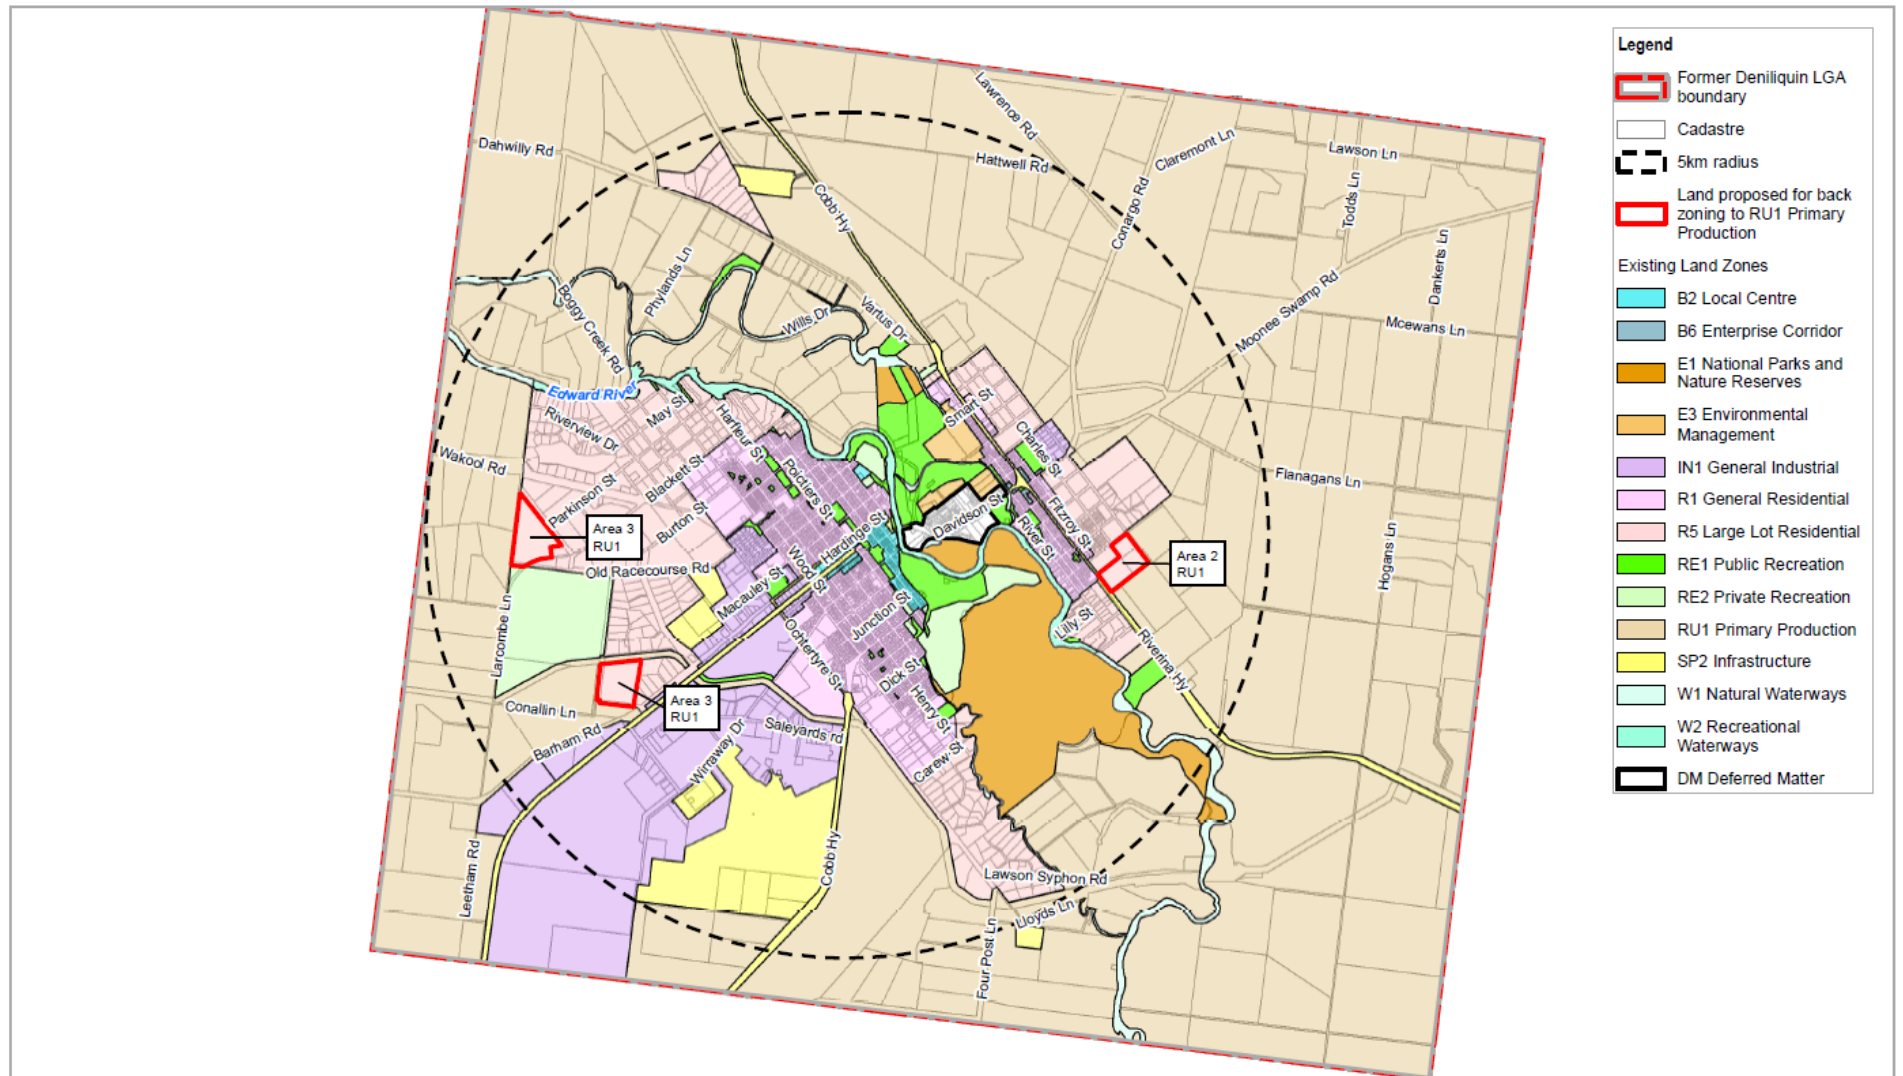 Lawrence Rd
Dahwilly Rd
Hattwell Rd
Claremont Ln
Lawson Ln
Cobb Hy
Conargo Rd
Todds Ln
Dankerts Ln
Phylands Ln
Boggy Creek Rd
Wills Dr
Vartus Dr
Moonee Swamp Rd
Mcewans Ln
Edward River
May St
Harfleur St
Smart St
Charles St
Riverview Dr
Wakool Rd
Blackett St
Poictiers St
Parkinson St
Flanagans Ln
Burton St
Hardinge St
Davidson St
Fitzroy St
River St
Area 3
RU1
Area 2
RU1
Old Racecourse Rd
Wood St
Macauley St
Hogans Ln
Larcombe Ln
Junction St
Lilly St
Ochtertyre St
Dick St
Riverina Hy
Area 3
RU1
Henry St
Conallin Ln
Barham Rd
Saleyards rd
Wirraway Dr
Carew St
Leetham Rd
Cobb Hy
Lawson Syphon Rd
Lloyds Ln
Four Post Ln
Legend
Former Deniliquin LGA
boundary
Cadastre
5km radius
Land proposed for back
zoning to RU1 Primary
Production
Existing Land Zones
B2 Local Centre
B6 Enterprise Corridor
E1 National Parks and
Nature Reserves
E3 Environmental
Management
IN1 General Industrial
R1 General Residential
R5 Large Lot Residential
RE1 Public Recreation
RE2 Private Recreation
RU1 Primary Production
SP2 Infrastructure
W1 Natural Waterways
W2 Recreational
Waterways
DM Deferred Matter